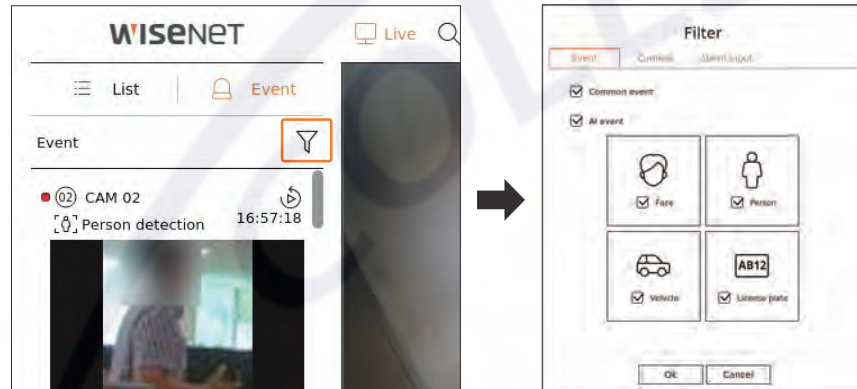 WISENET
Live
List
Event
Event
02 CAM 02
Person detection 16:57:18
Filter
Event Camera Alarm input
Common event
AI event
Face
Person
AB12
Vehicle
License plate
Ok
Cancel